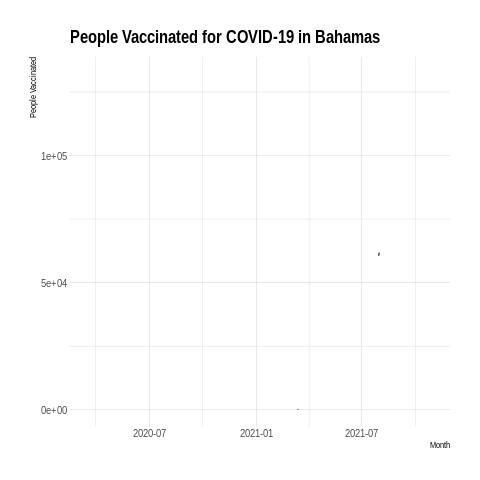 People Vaccinated for COVID-19 in Bahamas
People Vaccinated
1e+05
5e+04
0e+00
2020-07 2021-01 2021-07
Month